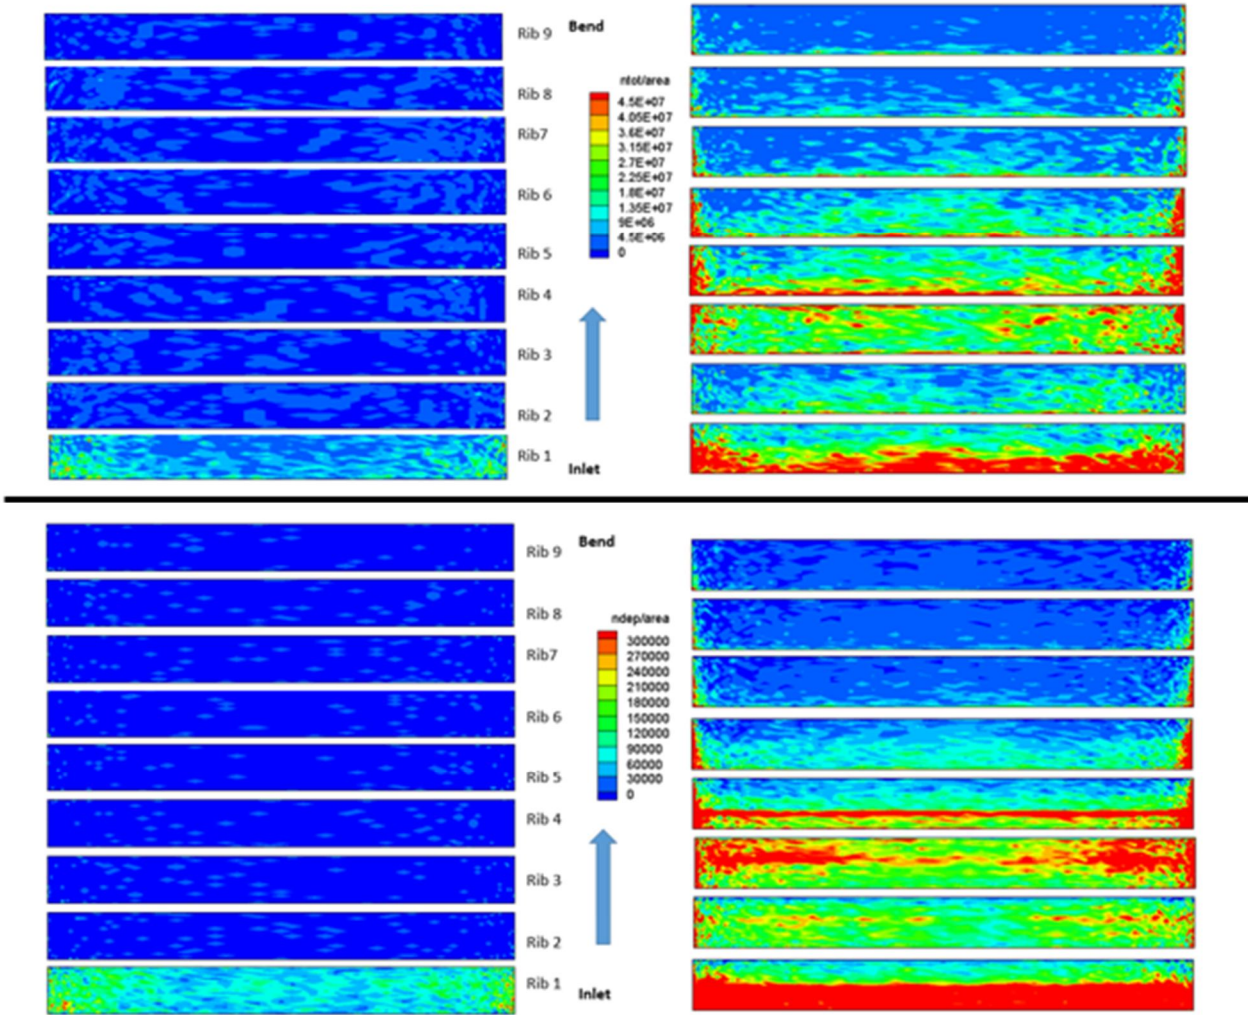 Rib 9
Bend
Rib 8
ntot/area
4.5E+07
4.05E+07
Rib7
3.6E+07
3.15E+07
2.7E+07
2.25E+07
Rib 6
1.8E+07
1.35E+07
9E+06
4.5E+06
Rib 5
0
Rib 4
Rib 3
Rib 2
Rib 1
Inlet
Rib 9
Bend
Rib 8
ndep/area
300000
Rib7
270000
240000
210000
180000
Rib 6
150000
120000
90000
60000
Rib 5
30000
0
Rib 4
Rib 3
Rib 2
Rib 1
Inlet